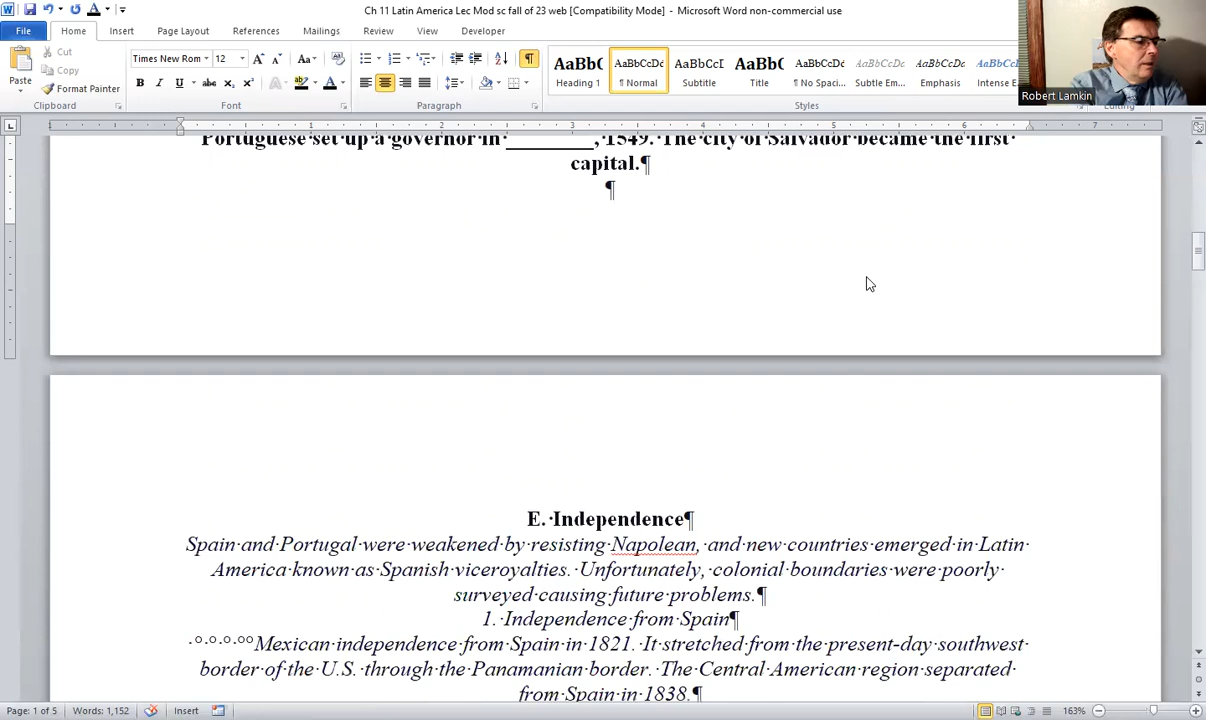 Ch 11 Latin America Lec Mod sc fall of 23 web [Compatibility Mode] - Microsoft Word non-commercial use
File Home Insert Page Layout References Mailings Review View Developer
Paste
Cut
Copy
Format Painter
Clipboard
Times New Rom 12
Font
Paragraph
AaBbC AaBbCcDc AaBbCcI AaBbC AaBbCcDc AaBbCcDc AaBbCcDc AaBbCcD
Heading 1 ¶ Normal Subtitle Title ¶ No Spaci... Subtle Em... Emphasis Intense E
Styles
Editing
Robert Lamkin
Portuguese set up a governor in ________, 1549. The city of Salvador became the first
capital.¶
¶
E. Independence¶
Spain and Portugal were weakened by resisting Napolean, and new countries emerged in Latin
America known as Spanish viceroyalties. Unfortunately, colonial boundaries were poorly
surveyed causing future problems.¶
1. Independence from Spain¶
Mexican independence from Spain in 1821. It stretched from the present-day southwest
border of the U.S. through the Panamanian border. The Central American region separated
from Spain in 1838.¶
Page: 1 of 5 Words: 1,152 Insert 163%